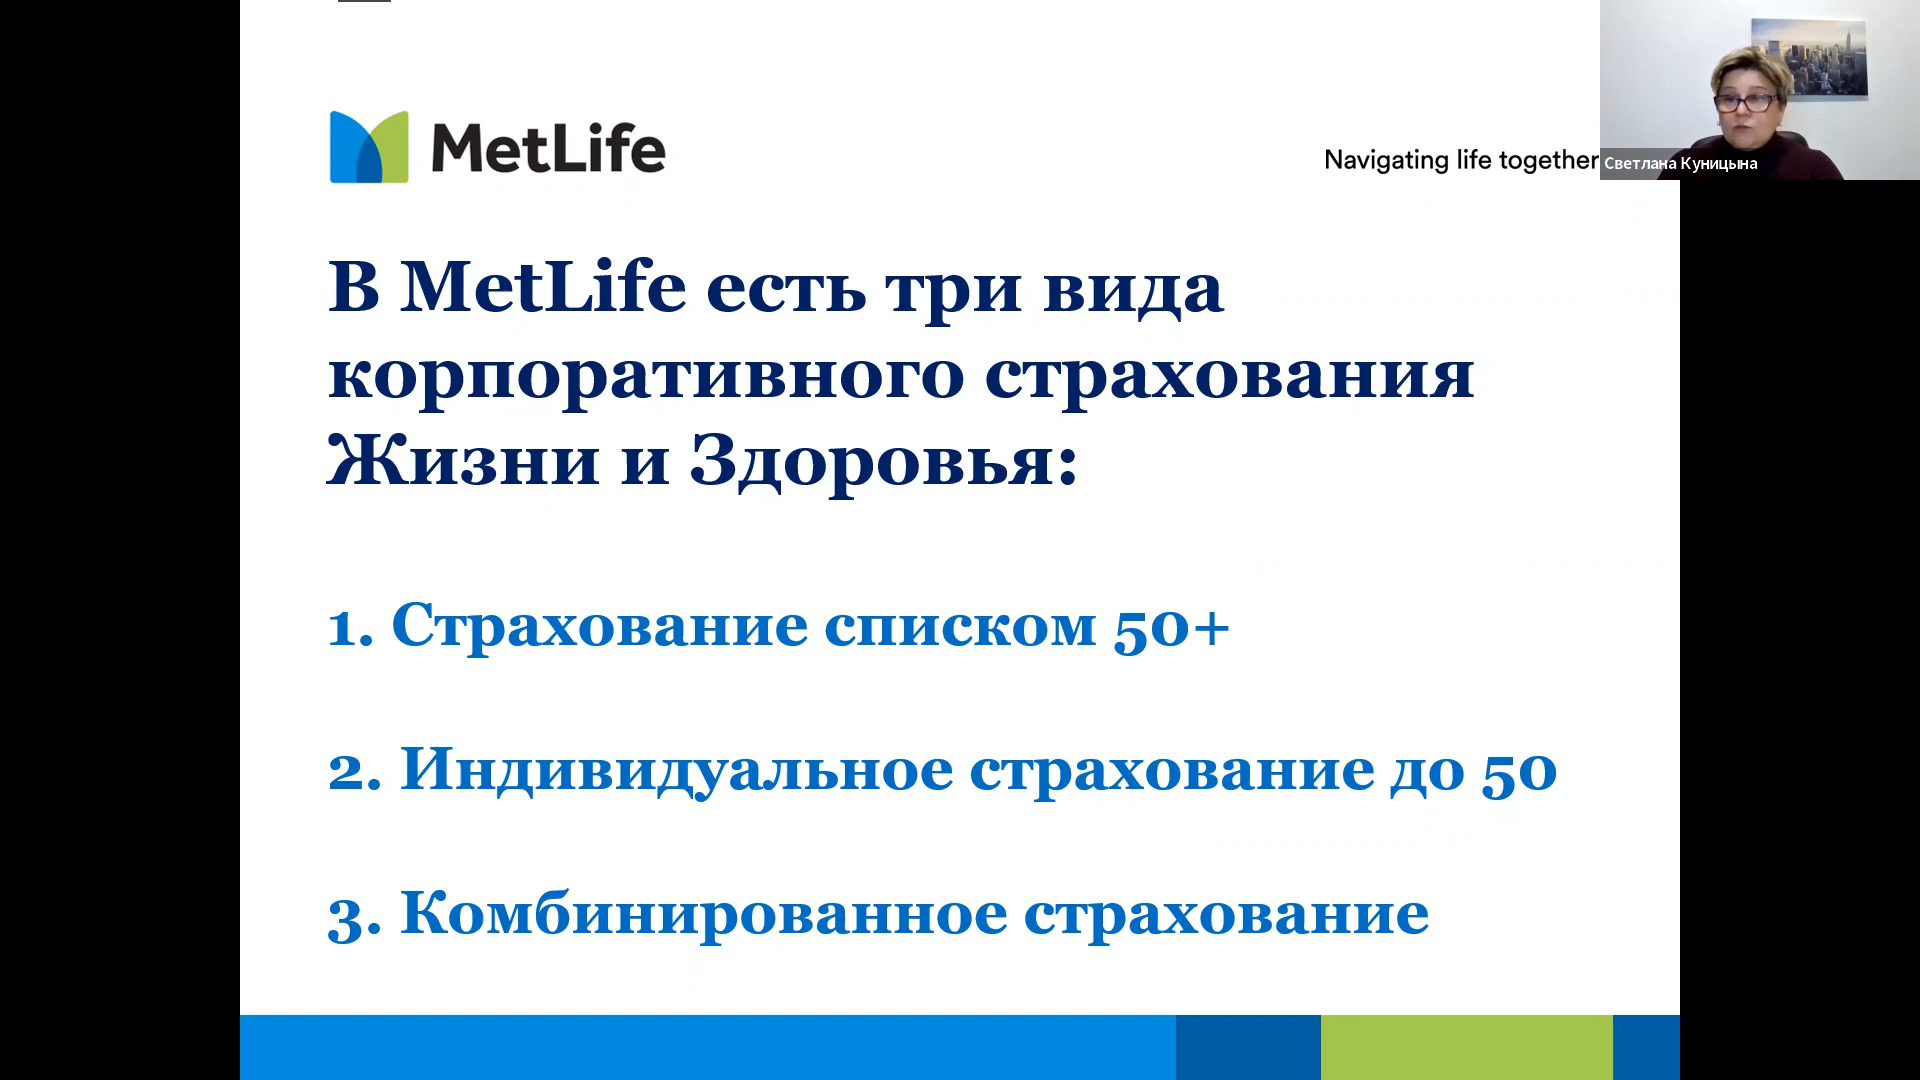 MetLife
Navigating life together
Светлана Куницына
В MetLife есть три вида
корпоративного страхования
Жизни и Здоровья:
1. Страхование списком 50+
2. Индивидуальное страхование до 50
3. Комбинированное страхование